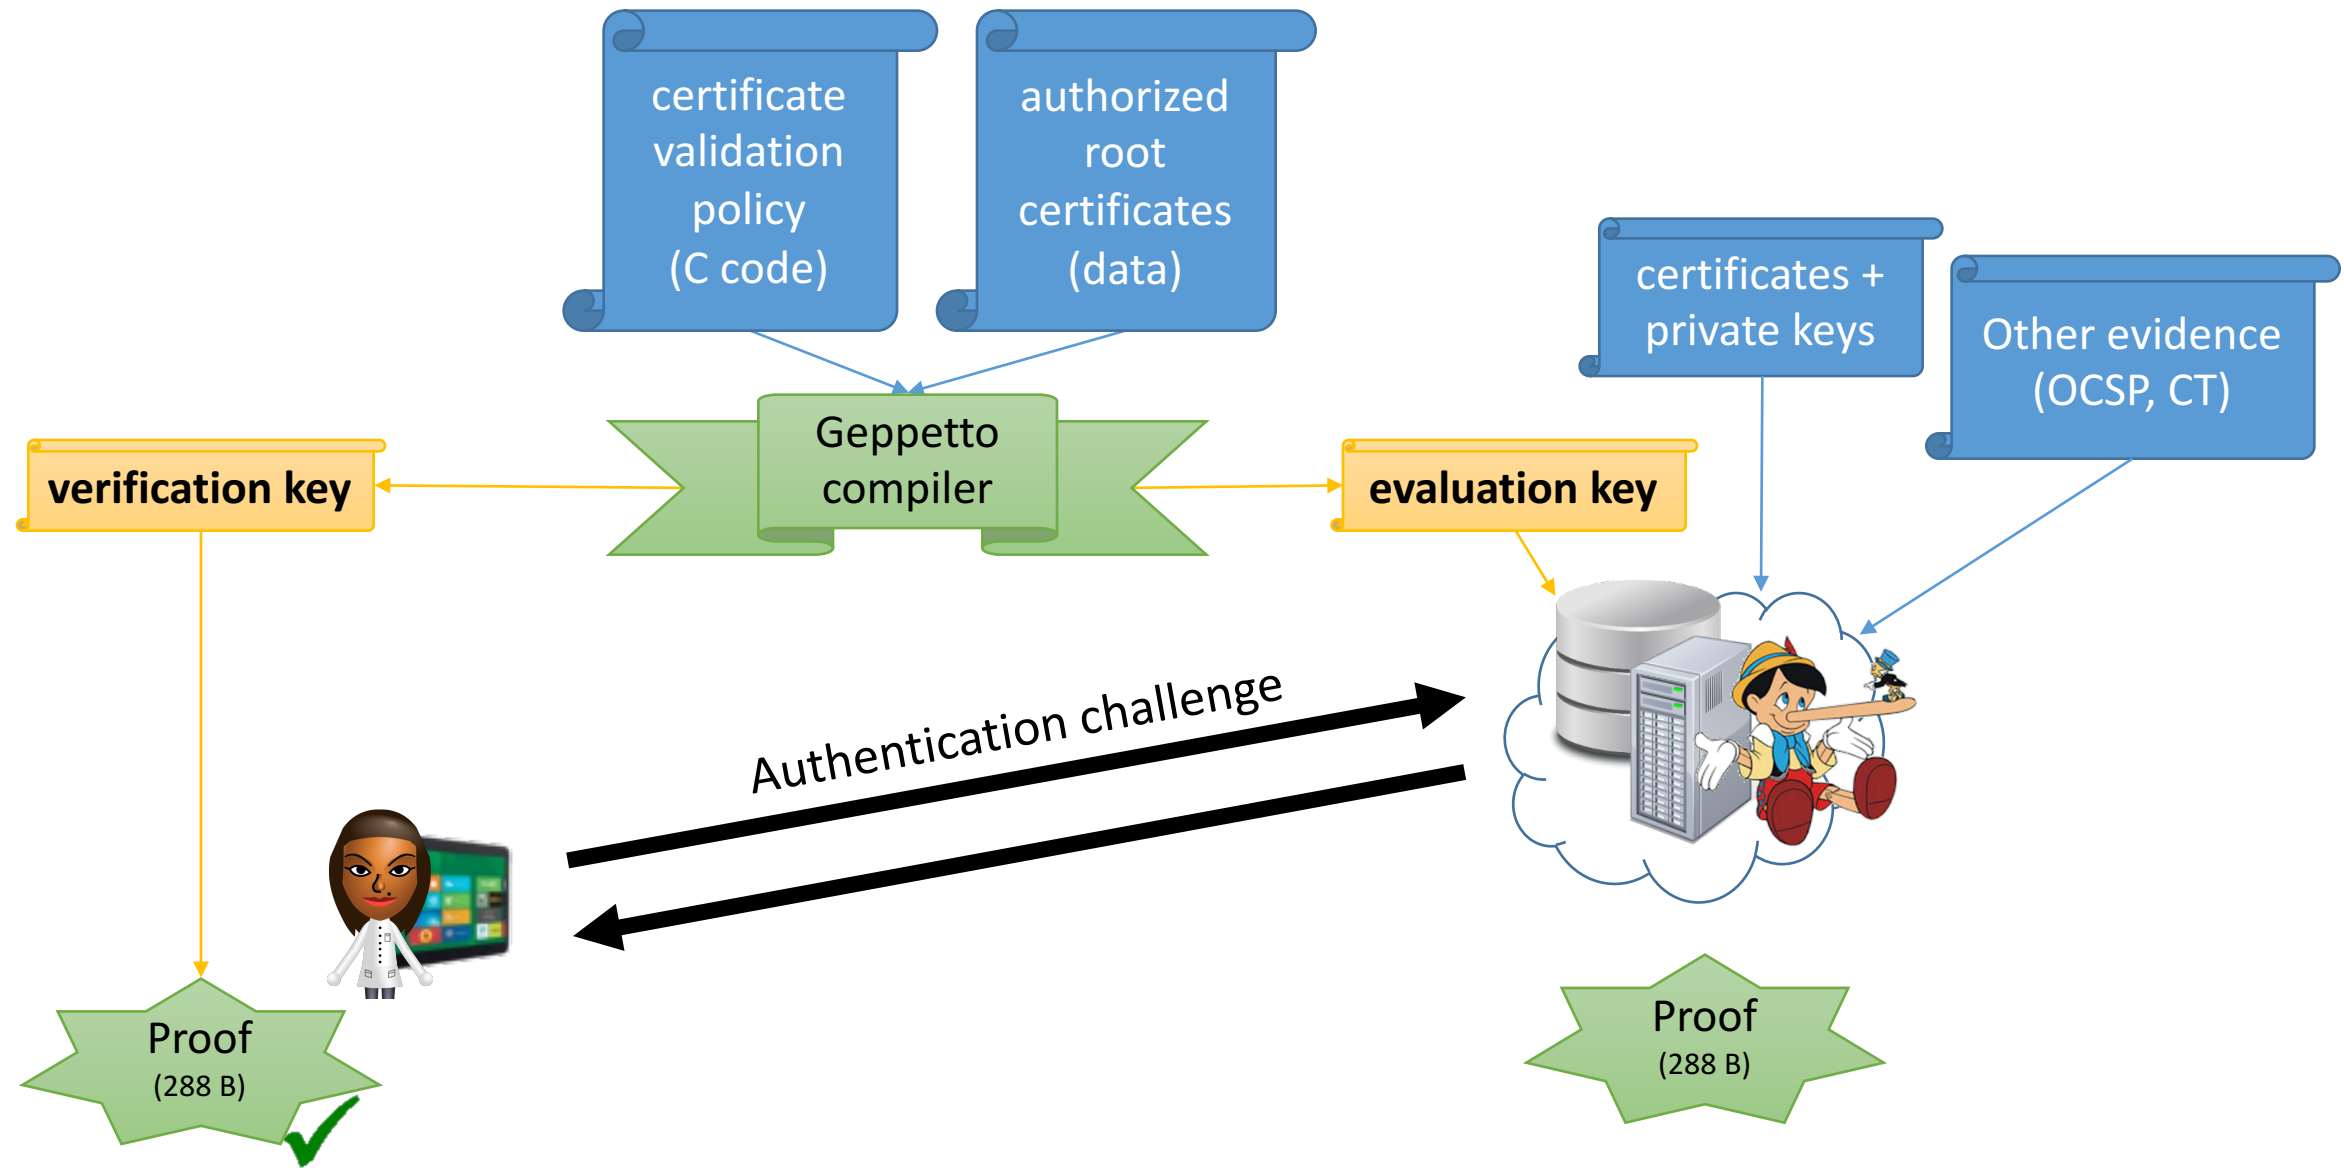 certificate
validation
policy
(C code)
authorized
root
certificates
(data)
certificates +
private keys
Other evidence
(OCSP, CT)
Geppetto
compiler
verification key
evaluation key
Authentication challenge
Proof
(288 B)
Proof
(288 B)